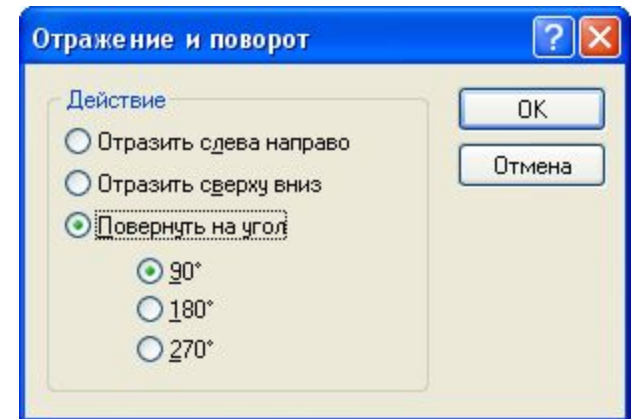 Отражение и поворот
?
Действие
Отразить слева направо
Отразить сверху вниз
Повернуть на угол
90°
180°
270°
OK
Отмена